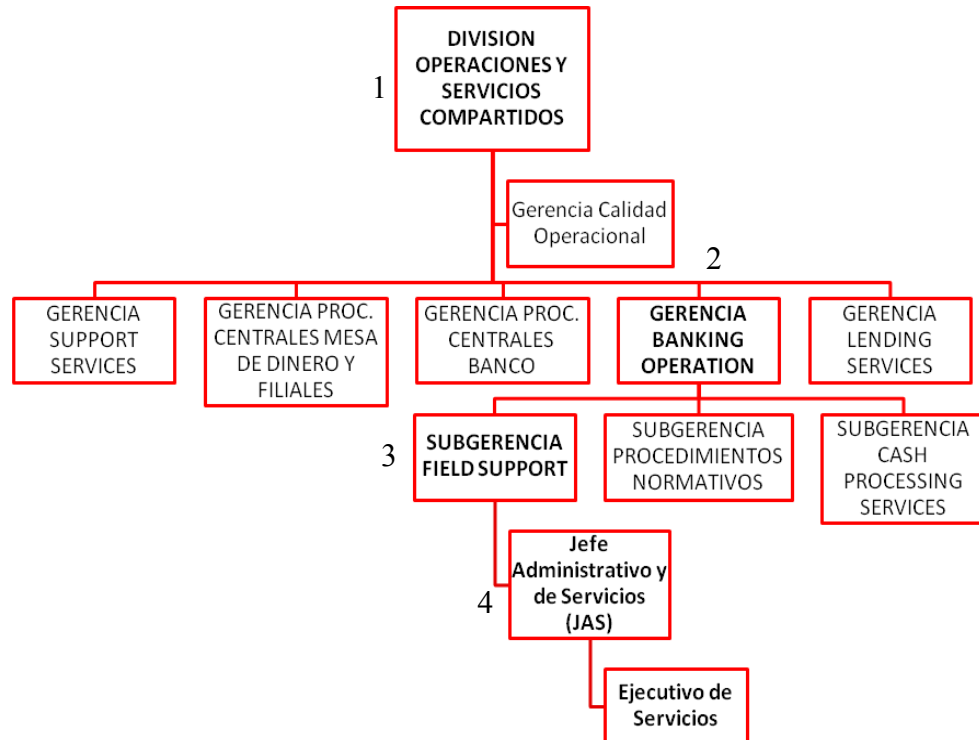 1
DIVISION
OPERACIONES Y
SERVICIOS
COMPARTIDOS
Gerencia Calidad
Operacional
2
GERENCIA
SUPPORT
SERVICES
GERENCIA PROC.
CENTRALES MESA
DE DINERO Y
FILIALES
GERENCIA PROC.
CENTRALES
BANCO
GERENCIA
BANKING
OPERATION
GERENCIA
LENDING
SERVICES
3
SUBGERENCIA
FIELD SUPPORT
SUBGERENCIA
PROCEDIMIENTOS
NORMATIVOS
SUBGERENCIA
CASH
PROCESSING
SERVICES
4
Jefe
Administrativo y
de Servicios
(JAS)
Ejecutivo de
Servicios